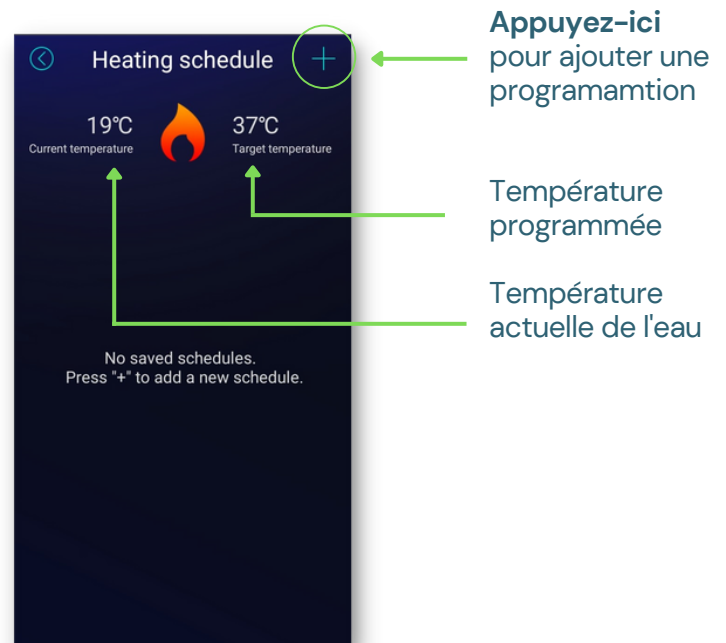 Heating schedule
19℃
Current temperature
37℃
Target temperature
No saved schedules.
Press "+" to add a new schedule.
Appuyez-ici
pour ajouter une
programamtion
Température
programmée
Température
actuelle de l'eau